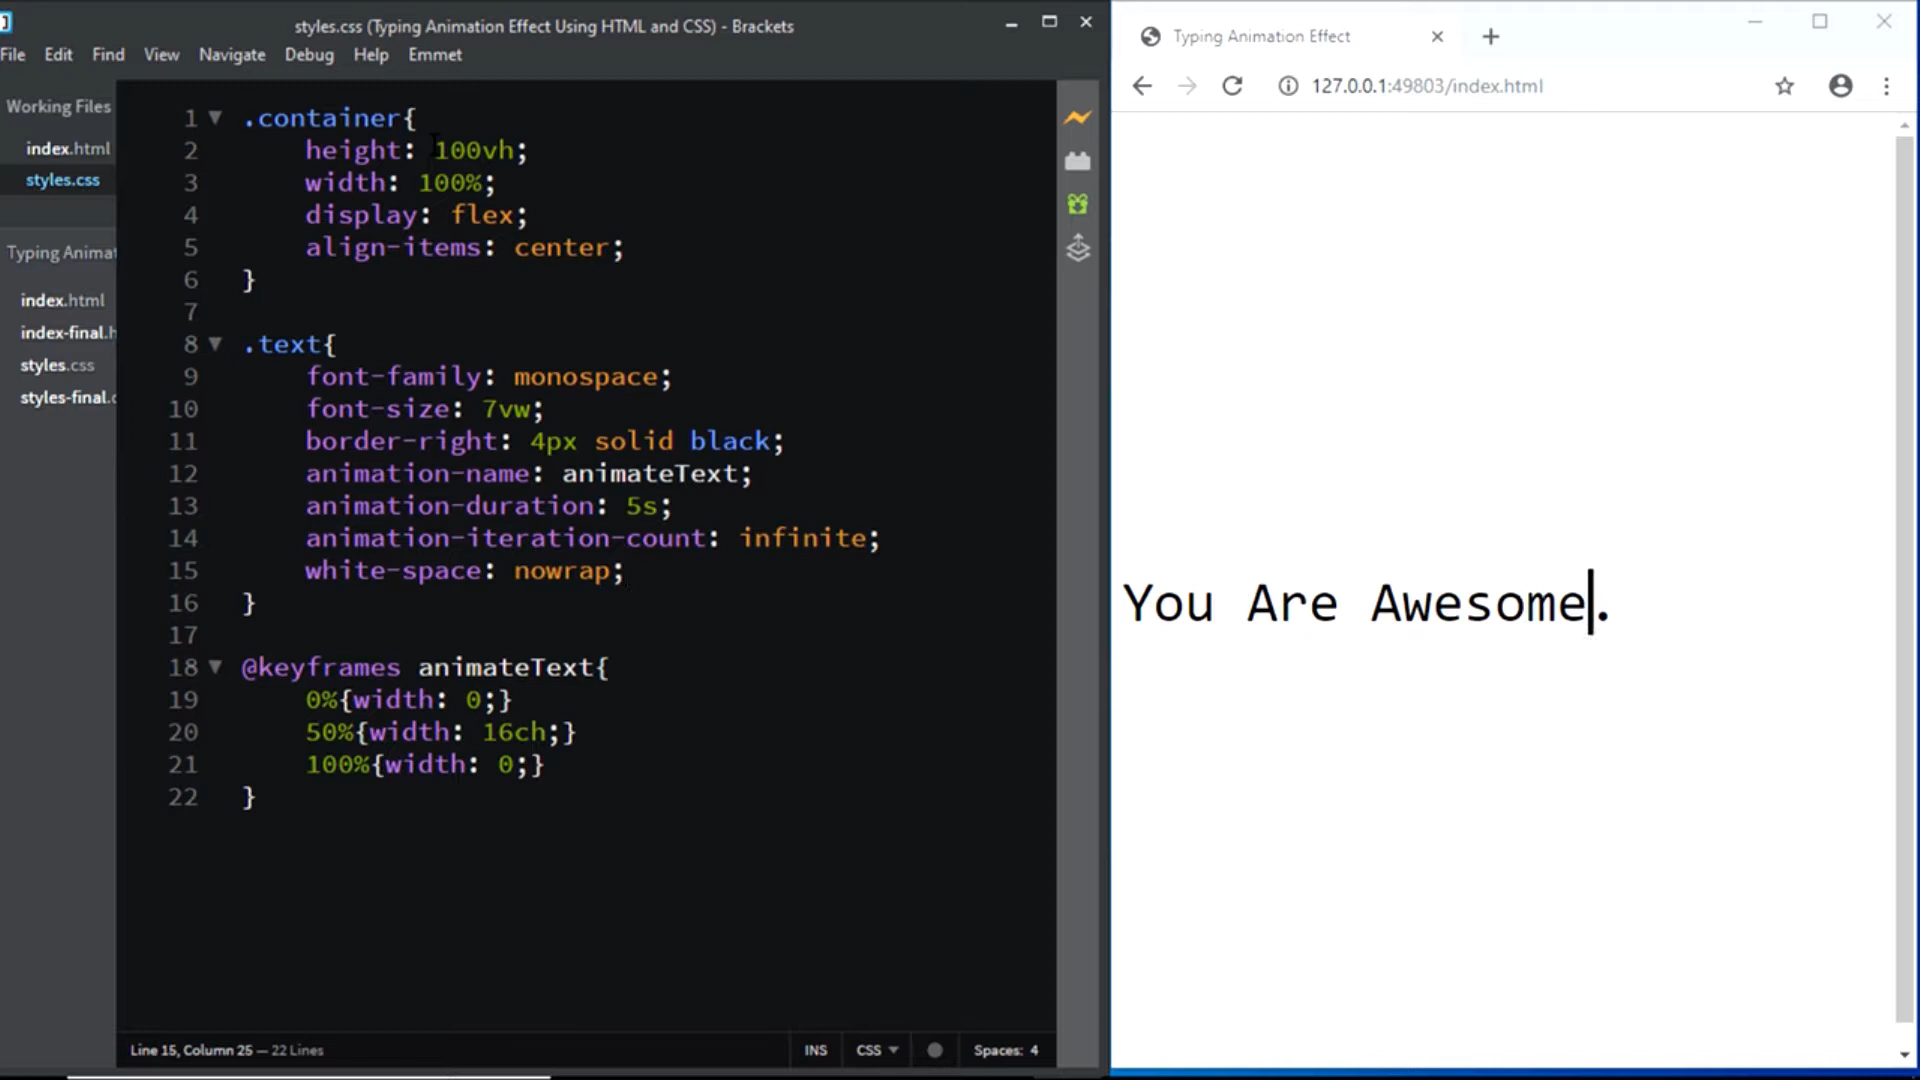 styles.css (Typing Animation Effect Using HTML and CSS) - Brackets
File Edit Find View Navigate Debug Help Emmet
Working Files
index.html
styles.css
Typing Animat
index.html
index-final.h
styles.css
styles-final.c
1 .container{
2 height: 100vh;
3 width: 100%;
4 display: flex;
5 align-items: center;
6 }
7
8 .text{
9 font-family: monospace;
10 font-size: 7vw;
11 border-right: 4px solid black;
12 animation-name: animateText;
13 animation-duration: 5s;
14 animation-iteration-count: infinite;
15 white-space: nowrap;
16 }
17
18 @keyframes animateText{
19 0%{width: 0;}
20 50%{width: 16ch;}
21 100%{width: 0;}
22 }
Line 15, Column 25 — 22 Lines
INS CSS Spaces: 4
Typing Animation Effect
127.0.0.1:49803/index.html
You Are Awesome.